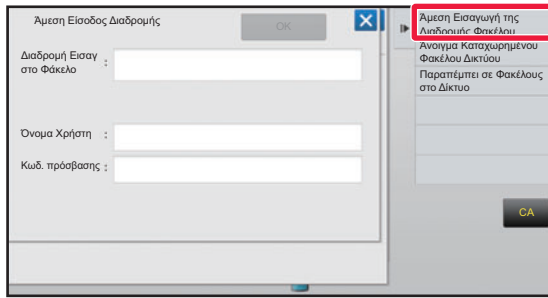 Άμεση Είσοδος Διαδρομής
OK
Διαδρομή Εισαγ
στο Φάκελο :
Όνομα Χρήστη :
Κωδ. πρόσβασης :
Άμεση Εισαγωγή της
Διαδρομής Φακέλου
Άνοιγμα Καταχωρημένου
Φακέλου Δικτύου
Παραπέμπει σε Φακέλους
στο Δίκτυο
CA